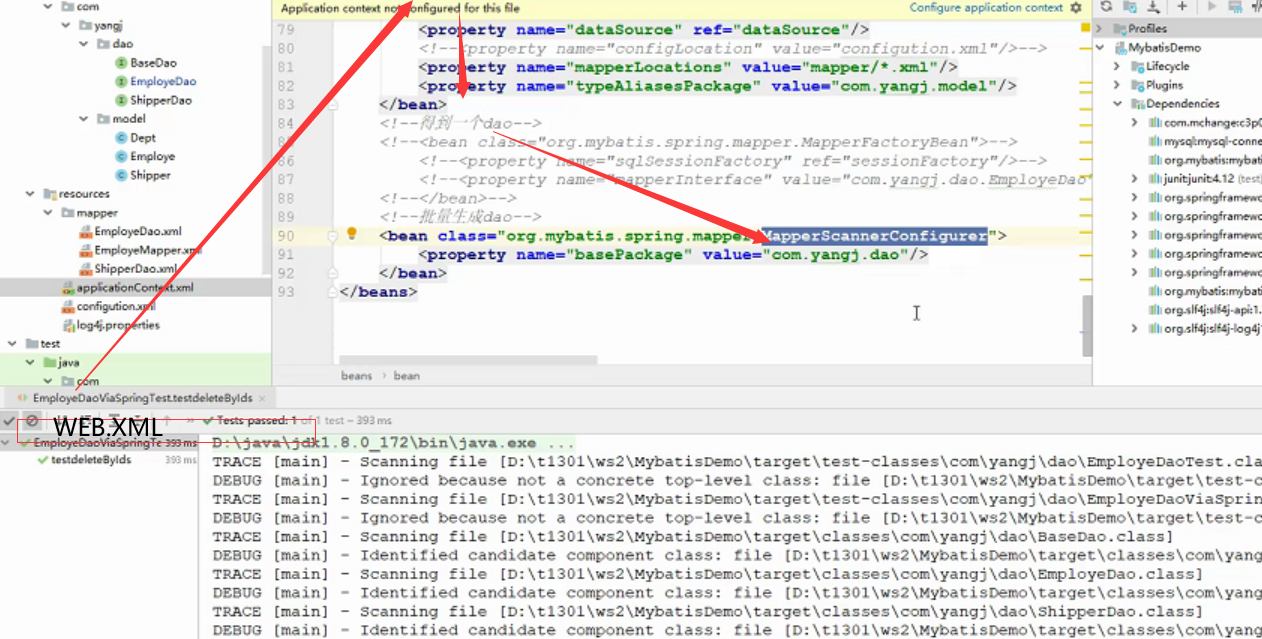 com
yangj
dao
BaseDao
EmployeDao
ShipperDao
model
Dept
Employe
Shipper
resources
mapper
EmployeDao.xml
EmployeMapper.xml
ShipperDao.xml
applicationContext.xml
configution.xml
log4j.properties
test
java
com
Application context not configured for this file
Configure application context
79 <property name="dataSource" ref="dataSource"/>
80 <!--<property name="configLocation" value="configution.xml"/>-->
81 <property name="mapperLocations" value="mapper/*.xml"/>
82 <property name="typeAliasesPackage" value="com.yangj.model"/>
83 </bean>
84 <!--得到一个dao-->
85 <!--<bean class="org.mybatis.spring.mapper.MapperFactoryBean">-->
86 <!--<property name="sqlSessionFactory" ref="sessionFactory"/>-->
87 <!--<property name="mapperInterface" value="com.yangj.dao.EmployeDao"
88 <!--</bean>-->
89 <!--批量生成dao-->
90 <bean class="org.mybatis.spring.mapper.MapperScannerConfigurer">
91 <property name="basePackage" value="com.yangj.dao"/>
92 </bean>
93 </beans>
beans › bean
Profiles
MybatisDemo
Lifecycle
Plugins
Dependencies
com.mchange:c3p0
mysql:mysql-conne
org.mybatis:mybati
junit:junit:4.12 (test)
org.springframewo
org.springframewo
org.springframewo
org.springframewo
org.springframewo
org.mybatis:mybati
org.slf4j:slf4j-api:1.
org.slf4j:slf4j-log4j
EmployeDaoViaSpringTest.testdeleteByIds
WEB.XML
Tests passed: 1 of 1 test – 393 ms
EmployeDaoViaSpringTe 393 ms
testdeleteByIds 393 ms
D:\java\jdk1.8.0_172\bin\java.exe ...
TRACE [main] - Scanning file [D:\t1301\ws2\MybatisDemo\target\test-classes\com\yangj\dao\EmployeDaoTest.cla
DEBUG [main] - Ignored because not a concrete top-level class: file [D:\t1301\ws2\MybatisDemo\target\test-c
TRACE [main] - Scanning file [D:\t1301\ws2\MybatisDemo\target\test-classes\com\yangj\dao\EmployeDaoViaSprin
DEBUG [main] - Ignored because not a concrete top-level class: file [D:\t1301\ws2\MybatisDemo\target\test-c
TRACE [main] - Scanning file [D:\t1301\ws2\MybatisDemo\target\classes\com\yangj\dao\BaseDao.class]
DEBUG [main] - Identified candidate component class: file [D:\t1301\ws2\MybatisDemo\target\classes\com\yang
TRACE [main] - Scanning file [D:\t1301\ws2\MybatisDemo\target\classes\com\yangj\dao\EmployeDao.class]
DEBUG [main] - Identified candidate component class: file [D:\t1301\ws2\MybatisDemo\target\classes\com\yang
TRACE [main] - Scanning file [D:\t1301\ws2\MybatisDemo\target\classes\com\yangj\dao\ShipperDao.class]
DEBUG [main] - Identified candidate component class: file [D:\t1301\ws2\MybatisDemo\target\classes\com\yang